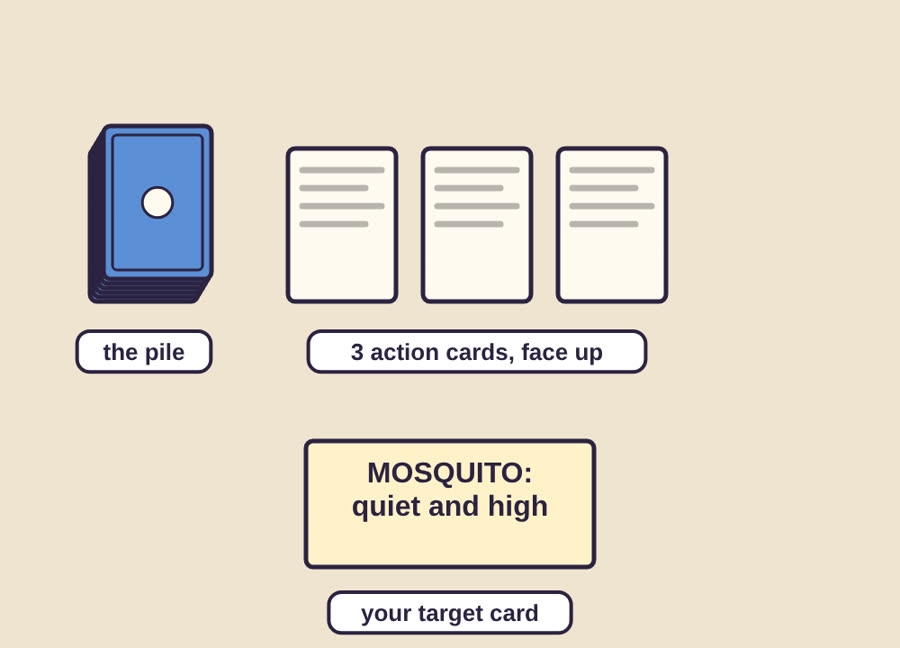 the pile
3 action cards, face up
MOSQUITO:
quiet and high
your target card